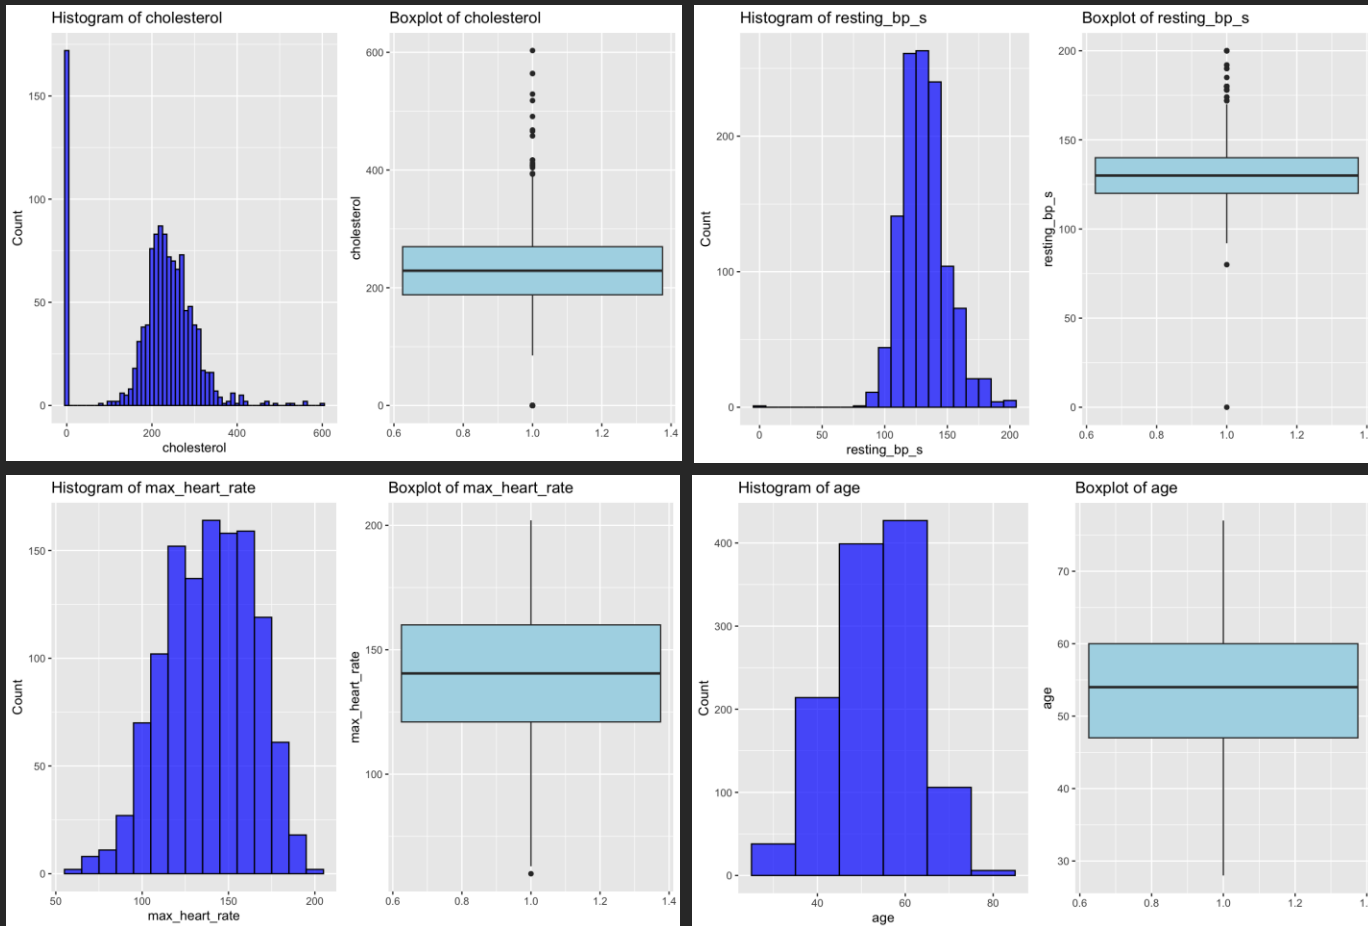 Histogram of cholesterol
Count
150
100
50
0
0 200 400 600
cholesterol
Boxplot of cholesterol
cholesterol
600
400
200
0
0.6 0.8 1.0 1.2 1.4
Histogram of resting_bp_s
Count
200
100
0
0 50 100 150 200
resting_bp_s
Boxplot of resting_bp_s
resting_bp_s
200
150
100
50
0
0.6 0.8 1.0 1.2 1.
Histogram of max_heart_rate
Count
150
100
50
0
50 100 150 200
max_heart_rate
Boxplot of max_heart_rate
max_heart_rate
200
150
100
0.6 0.8 1.0 1.2 1.4
Histogram of age
Count
400
300
200
100
0
40 60 80
age
Boxplot of age
age
70
60
50
40
30
0.6 0.8 1.0 1.2 1.